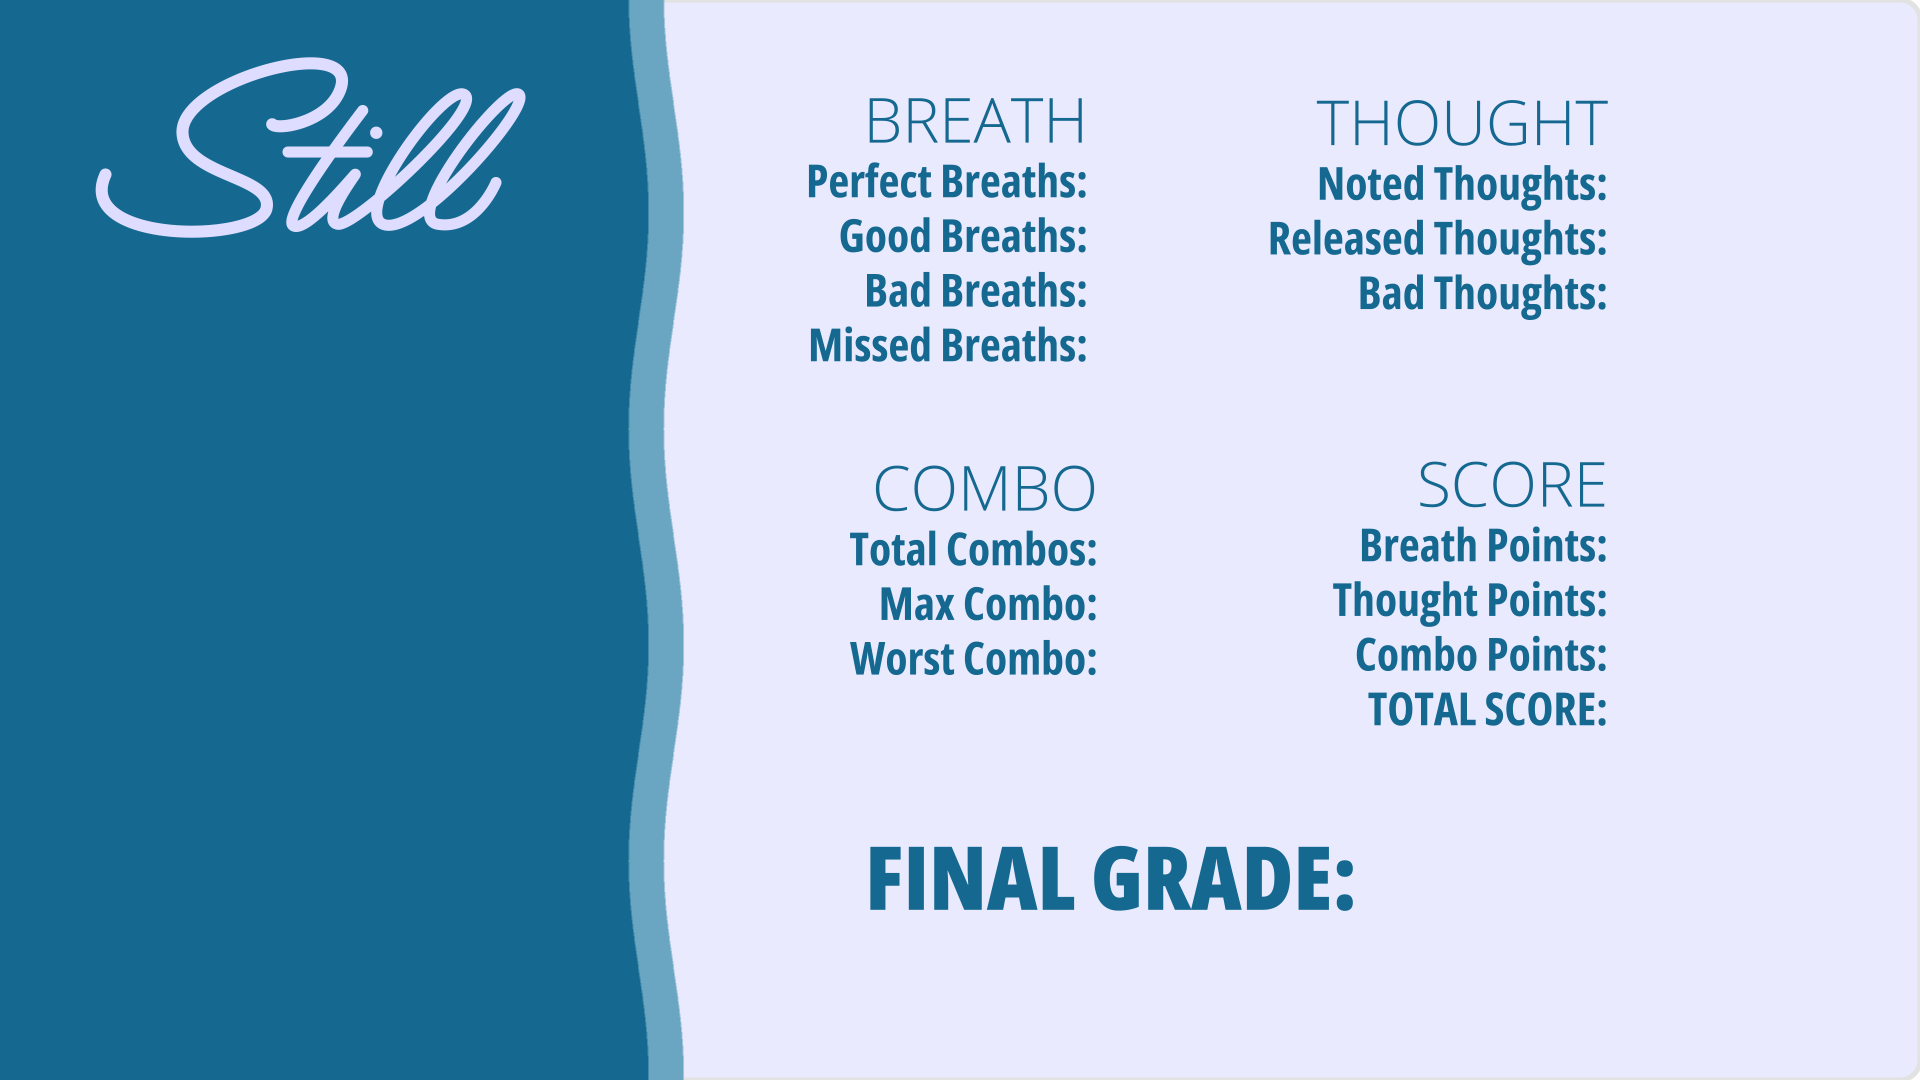 Still
BREATH
Perfect Breaths:
Good Breaths:
Bad Breaths:
Missed Breaths:
THOUGHT
Noted Thoughts:
Released Thoughts:
Bad Thoughts:
COMBO
Total Combos:
Max Combo:
Worst Combo:
SCORE
Breath Points:
Thought Points:
Combo Points:
TOTAL SCORE:
FINAL GRADE: